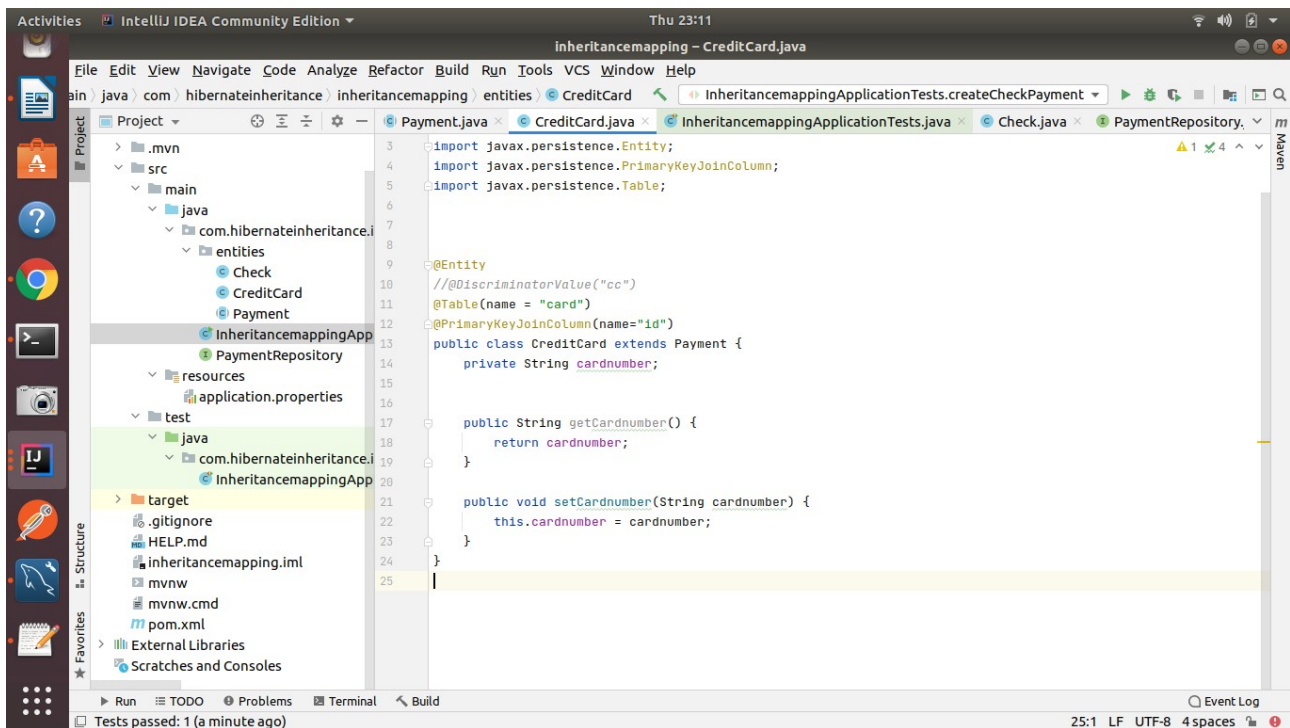 Activities IntelliJ IDEA Community Edition Thu 23:11
inheritancemapping – CreditCard.java
File Edit View Navigate Code Analyze Refactor Build Run Tools VCS Window Help
ain java com hibernateinheritance inheritancemapping entities CreditCard InheritancemappingApplicationTests.createCheckPayment
Project
Payment.java CreditCard.java InheritancemappingApplicationTests.java Check.java PaymentRepository.
Project
Maven
1 4
.mvn
src
main
java
com.hibernateinheritance.i
entities
Check
CreditCard
Payment
InheritancemappingApp
PaymentRepository
resources
application.properties
test
java
com.hibernateinheritance.i
InheritancemappingApp
target
.gitignore
HELP.md
inheritancemapping.iml
mvnw
mvnw.cmd
pom.xml
External Libraries
Scratches and Consoles
Structure
Favorites
3 import javax.persistence.Entity;
4 import javax.persistence.PrimaryKeyJoinColumn;
5 import javax.persistence.Table;
6
7
8
9 @Entity
10 //@DiscriminatorValue("cc")
11 @Table(name = "card")
12 @PrimaryKeyJoinColumn(name="id")
13 public class CreditCard extends Payment {
14 private String cardnumber;
15
16
17 public String getCardnumber() {
18 return cardnumber;
19 }
20
21 public void setCardnumber(String cardnumber) {
22 this.cardnumber = cardnumber;
23 }
24 }
25
Run TODO Problems Terminal Build Event Log
Tests passed: 1 (a minute ago) 25:1 LF UTF-8 4 spaces